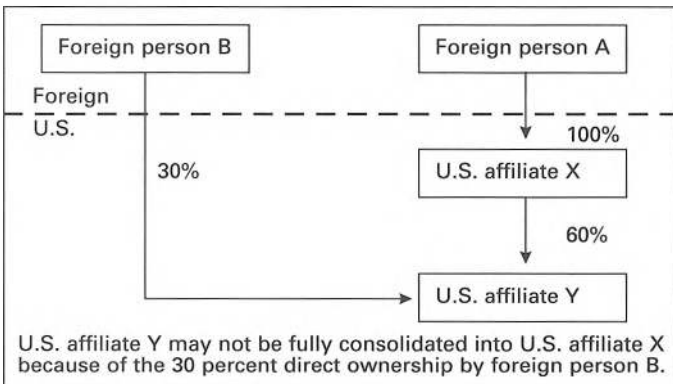 Foreign person B
Foreign person A
Foreign
U.S.
100%
30%
U.S. affiliate X
60%
U.S. affiliate Y
U.S. affiliate Y may not be fully consolidated into U.S. affiliate X
because of the 30 percent direct ownership by foreign person B.